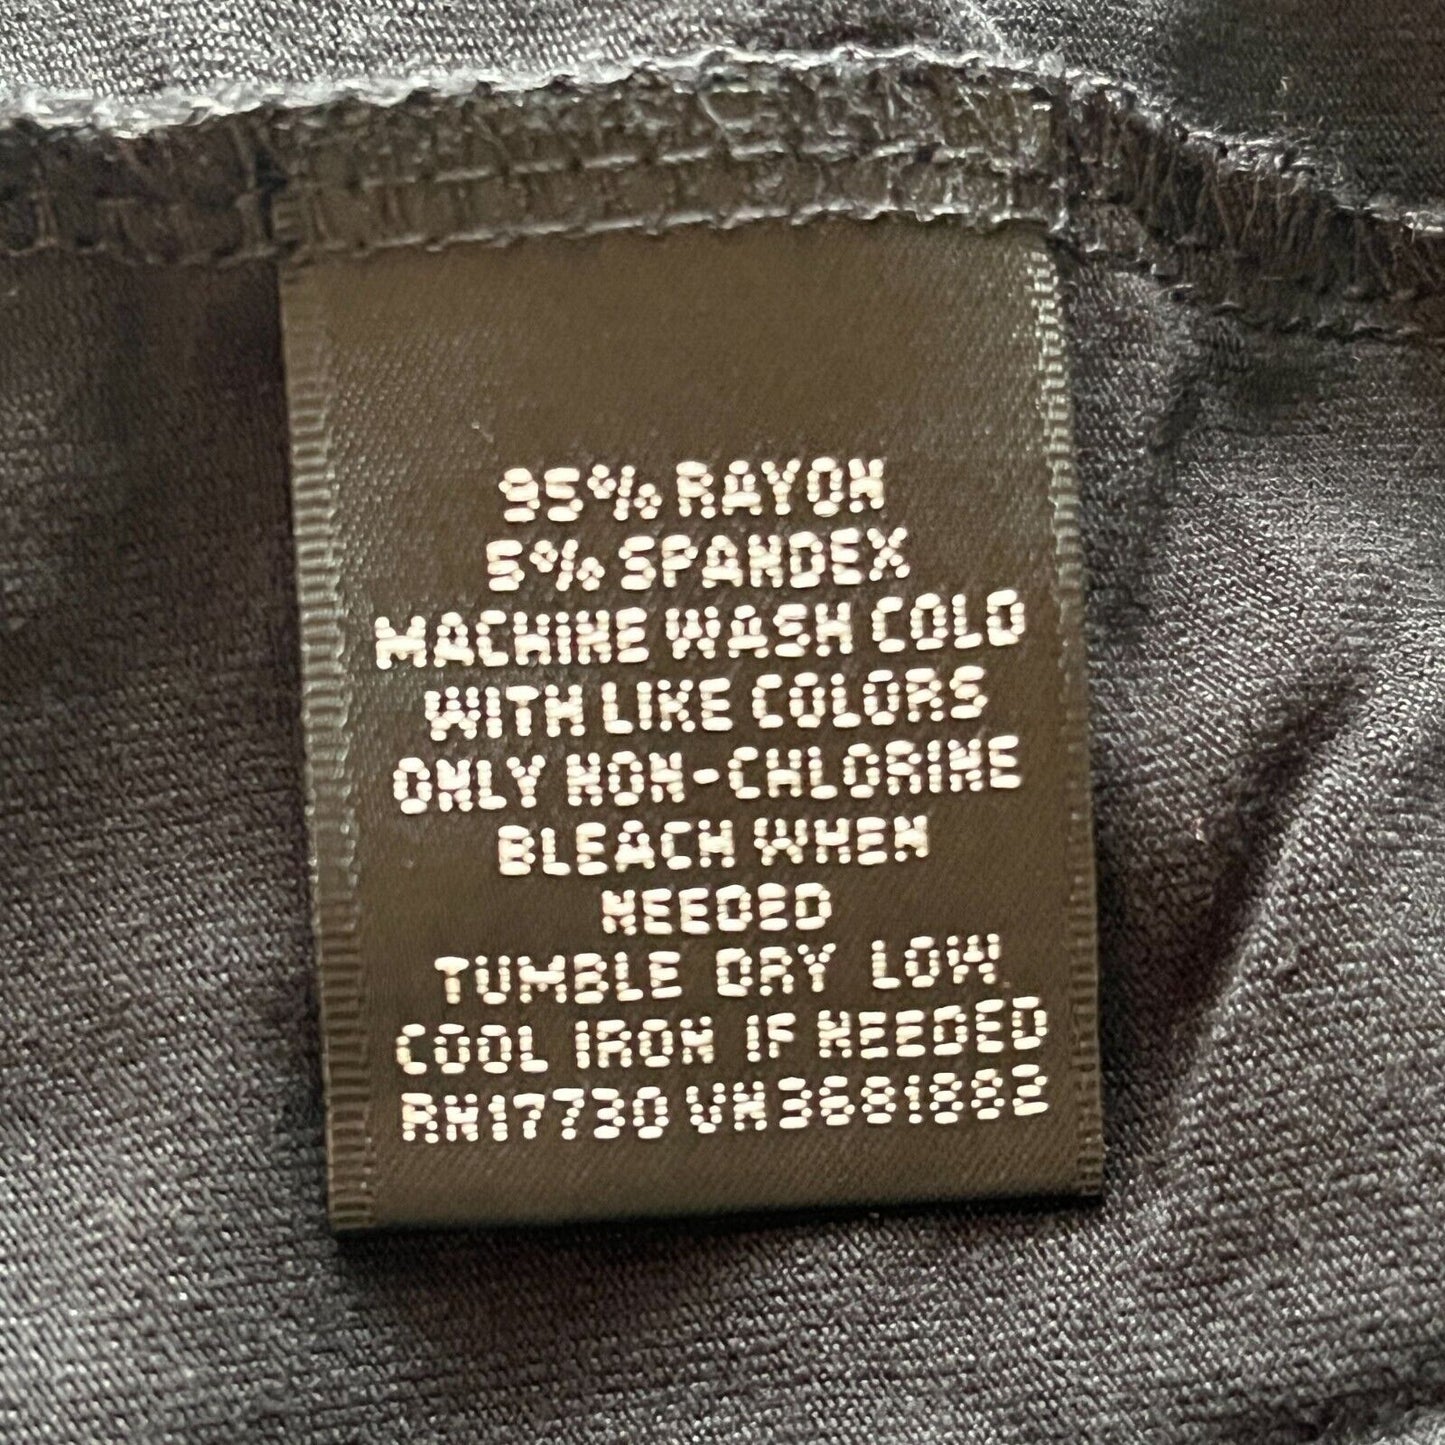 95% RAYON
5% SPANDEX
MACHINE WASH COLD
WITH LIKE COLORS
ONLY NON-CHLORINE
BLEACH WHEN
NEEDED
TUMBLE DRY LOW
COOL IRON IF NEEDED
RN17730 VN3681882